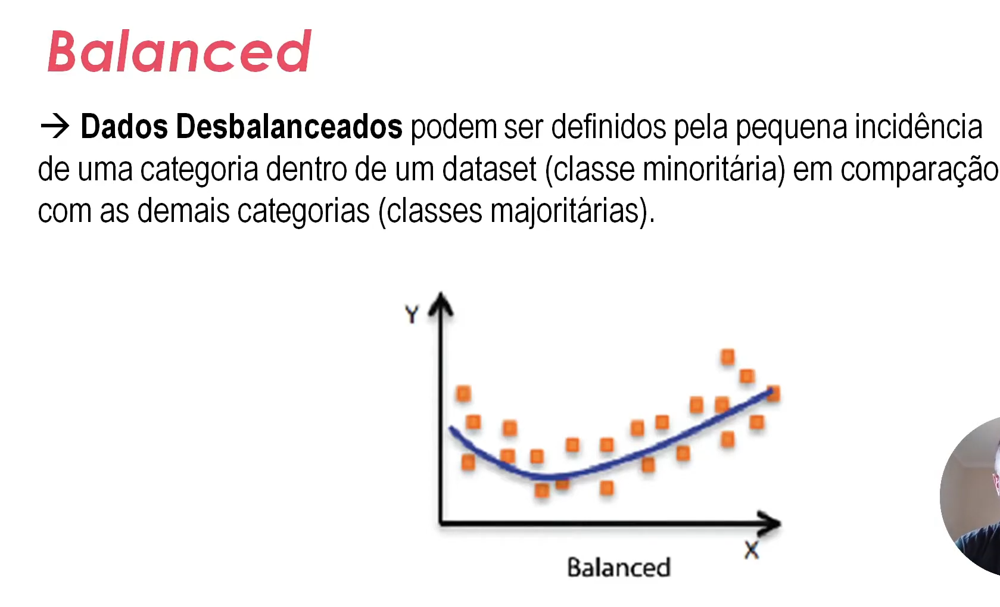 Balanced
→ Dados Desbalanceados podem ser definidos pela pequena incidência
de uma categoria dentro de um dataset (classe minoritária) em comparação
com as demais categorias (classes majoritárias).
Y
X
Balanced